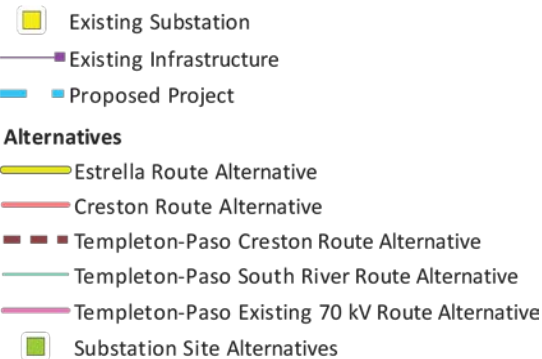 Existing Substation
Existing Infrastructure
Proposed Project
Alternatives
Estrella Route Alternative
Creston Route Alternative
Templeton-Paso Creston Route Alternative
Templeton-Paso South River Route Alternative
Templeton-Paso Existing 70 kV Route Alternative
Substation Site Alternatives